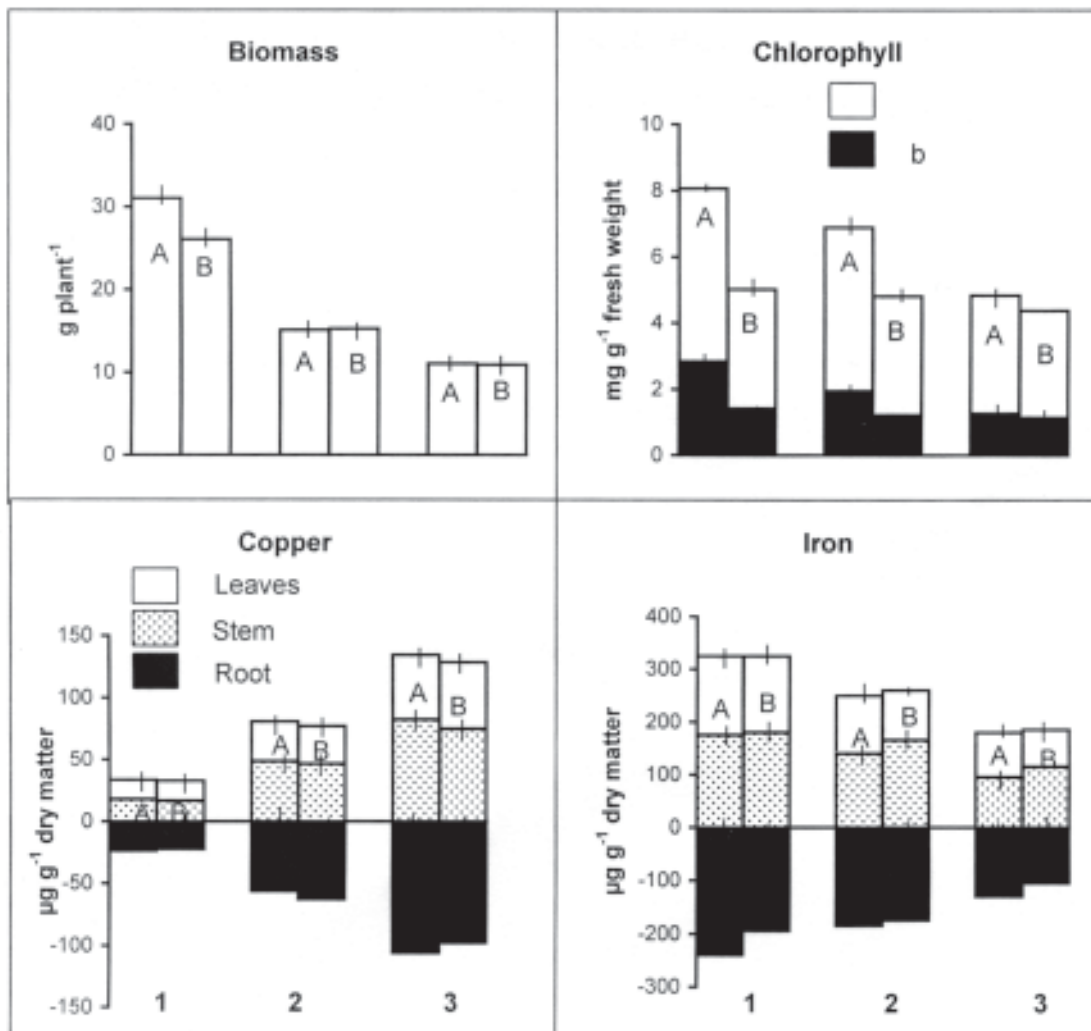 Biomass
40
30
20
10
0
g plant⁻¹
A
B
A
B
A
B
Chlorophyll
b
10
8
6
4
2
0
mg g⁻¹ fresh weight
A
B
A
B
A
B
Copper
Leaves
Stem
Root
150
100
50
0
-50
-100
-150
µg g⁻¹ dry matter
A
B
A
B
A
B
1
2
3
Iron
400
300
200
100
0
-100
-200
-300
µg g⁻¹ dry matter
A
B
A
B
A
B
1
2
3